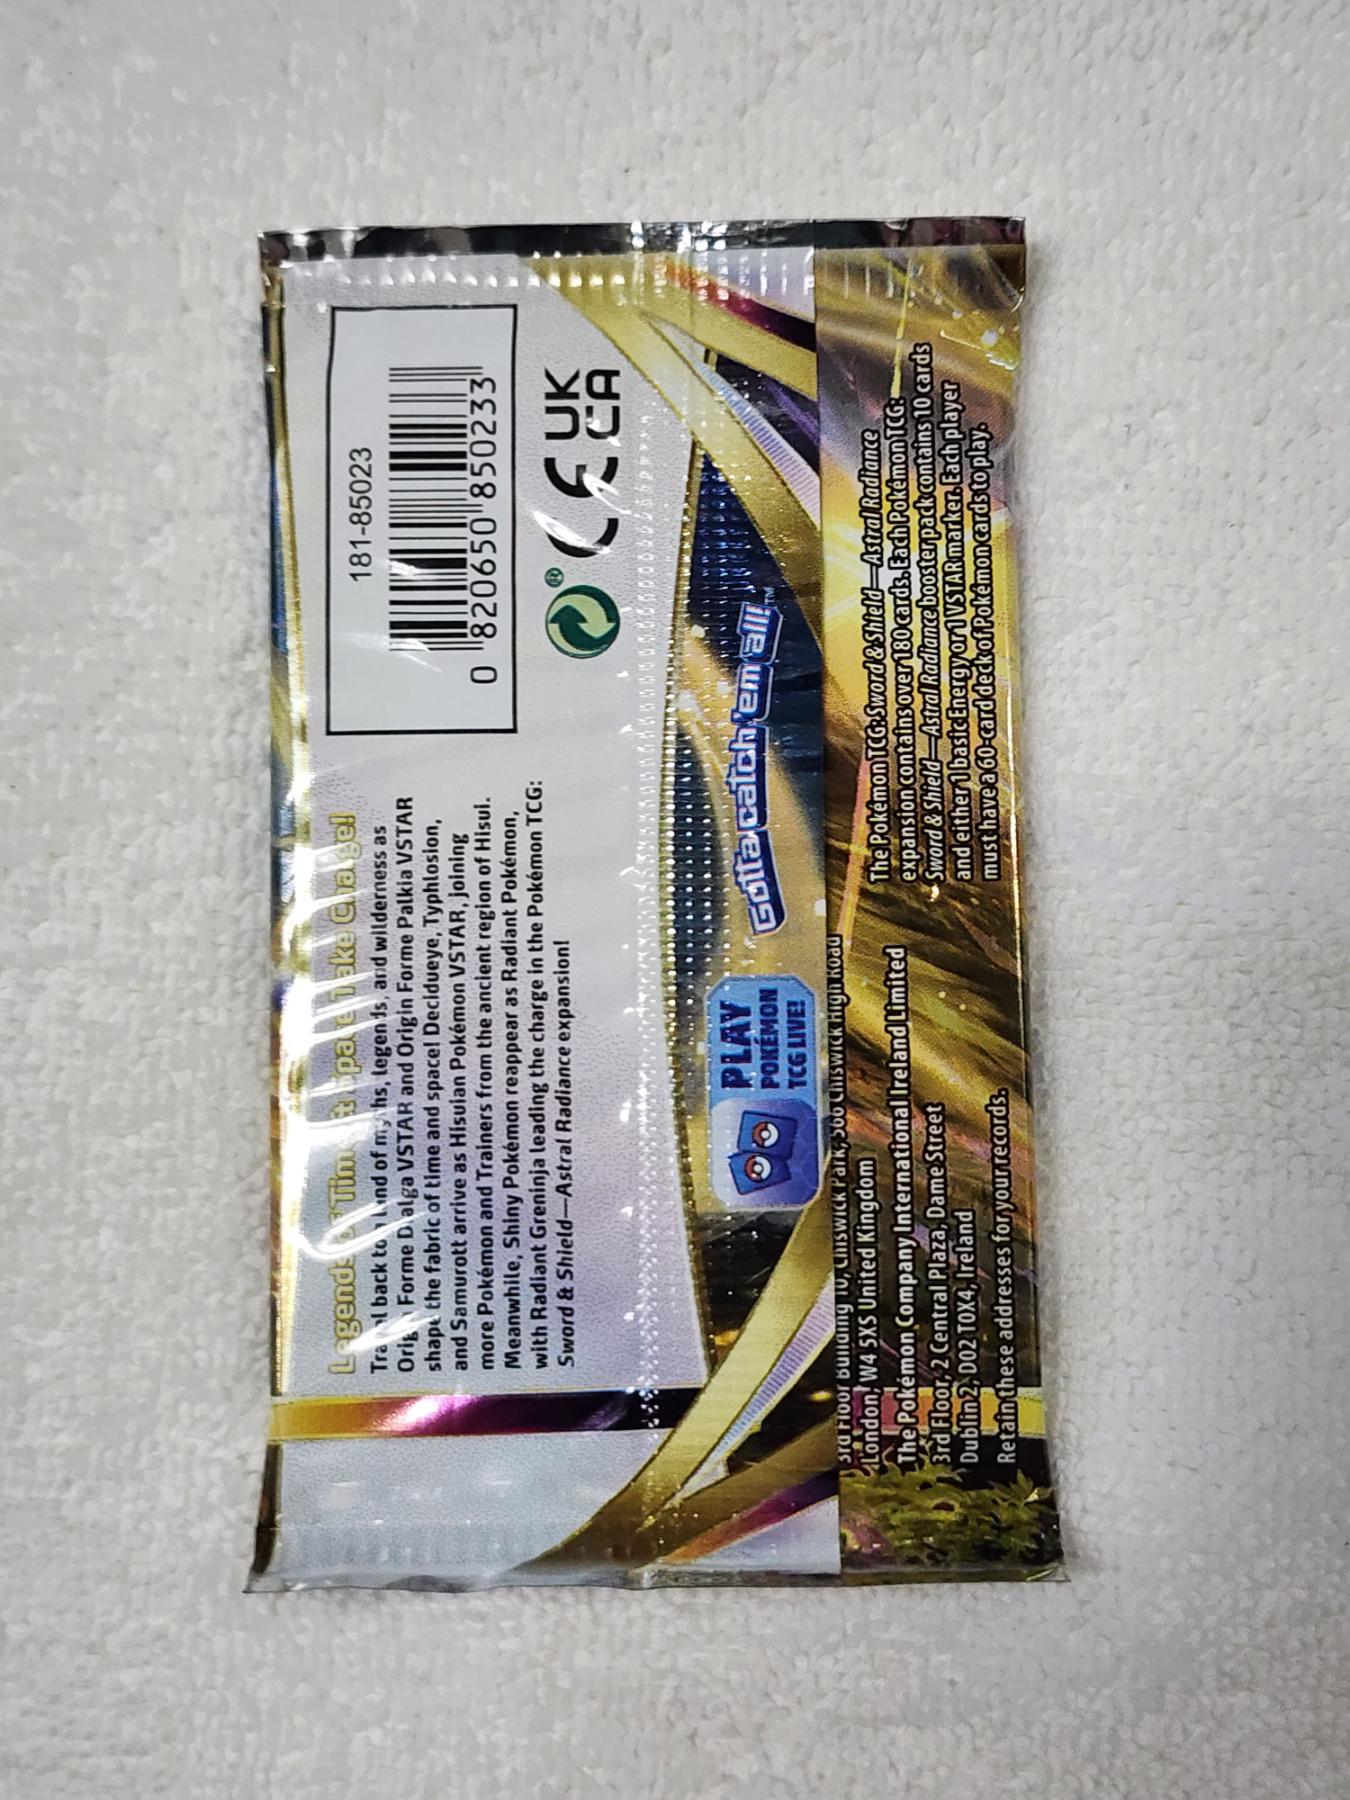 Legends of Time & Space Take Charge!
Travel back to a land of myths, legends, and wilderness as
Origin Forme Dialga VSTAR and Origin Forme Palkia VSTAR
shape the fabric of time and space! Decidueye, Typhlosion,
and Samurott arrive as Hisuian Pokémon VSTAR, joining
more Pokémon and Trainers from the ancient region of Hisui.
Meanwhile, Shiny Pokémon reappear as Radiant Pokémon,
with Radiant Greninja leading the charge in the Pokémon TCG:
Sword & Shield—Astral Radiance expansion!
181-85023
0 820650 850233
®
CE
UK
CA
PLAY
POKÉMON
TCG LIVE!
Gotta catch 'em all!™
3rd Floor Building 10, Chiswick Park, 566 Chiswick High Road
London, W4 5XS United Kingdom
The Pokémon Company International Ireland Limited
3rd Floor, 2 Central Plaza, Dame Street
Dublin 2, D02 T0X4, Ireland
Retain these addresses for your records.
The Pokémon TCG: Sword & Shield—Astral Radiance
expansion contains over 180 cards. Each Pokémon TCG:
Sword & Shield—Astral Radiance booster pack contains 10 cards
and either 1 basic Energy or 1 VSTAR marker. Each player
must have a 60-card deck of Pokémon cards to play.